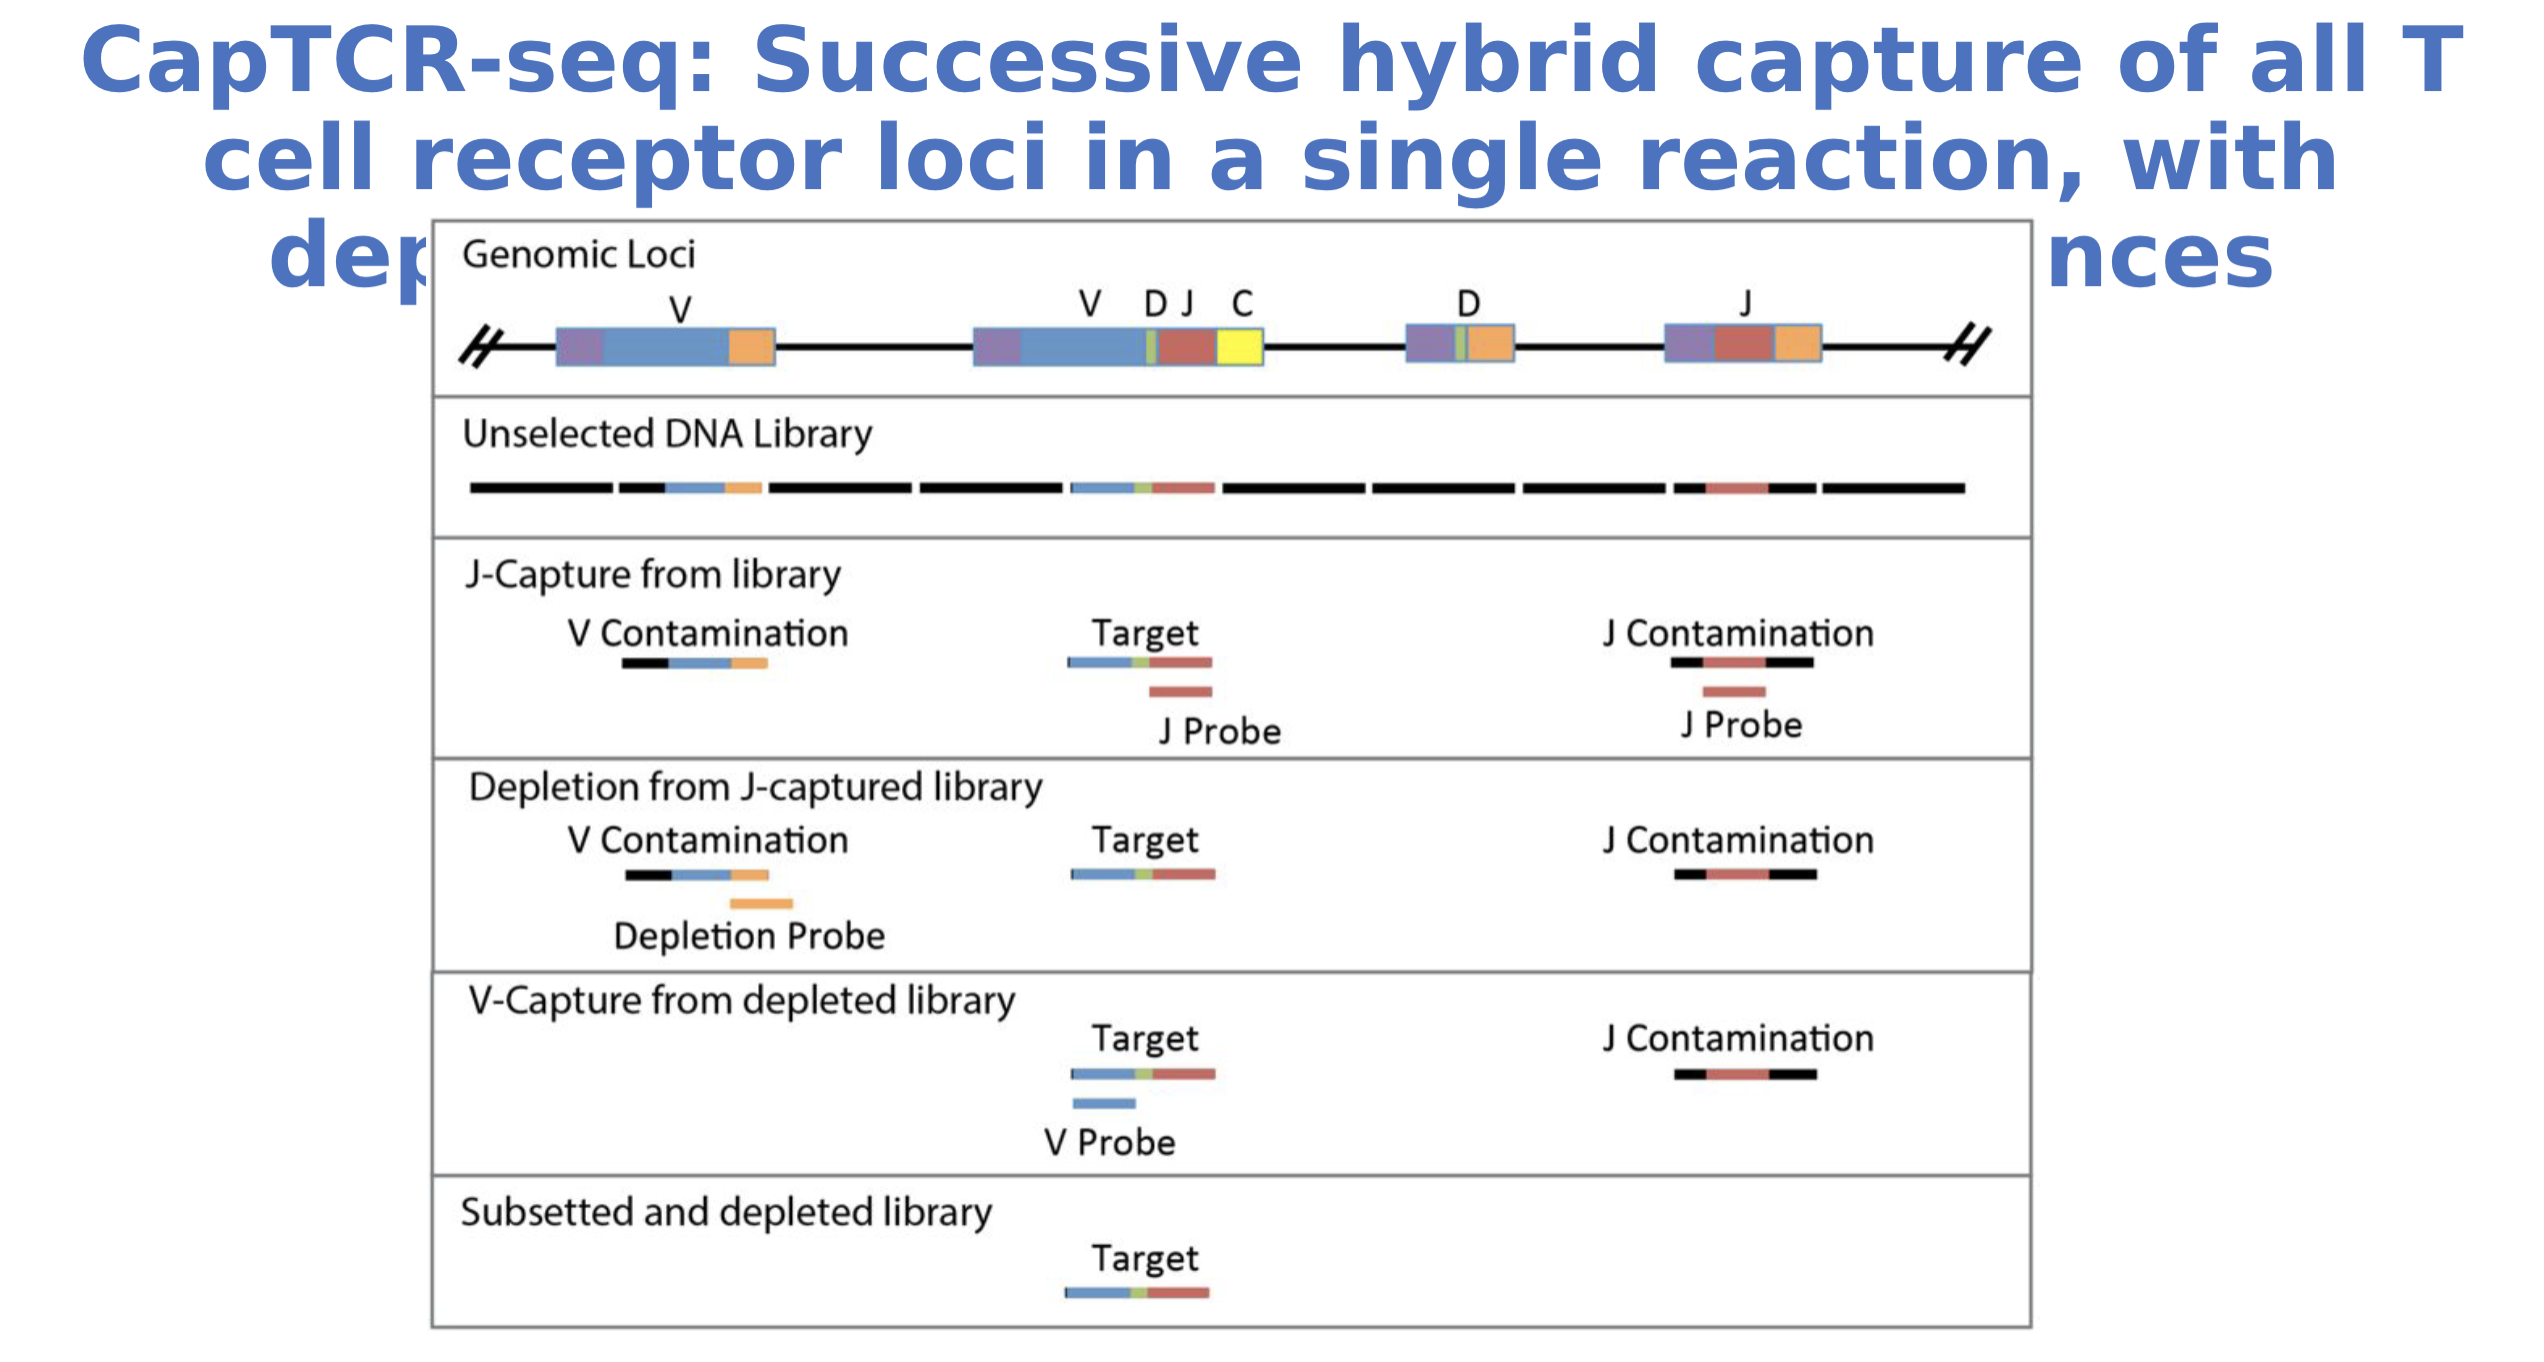 CapTCR-seq: Successive hybrid capture of all T
cell receptor loci in a single reaction, with
Genomic Loci
V
V D J C
D
J
Unselected DNA Library
J-Capture from library
V Contamination
Target
J Contamination
J Probe
J Probe
Depletion from J-captured library
V Contamination
Target
J Contamination
Depletion Probe
V-Capture from depleted library
Target
J Contamination
V Probe
Subsetted and depleted library
Target